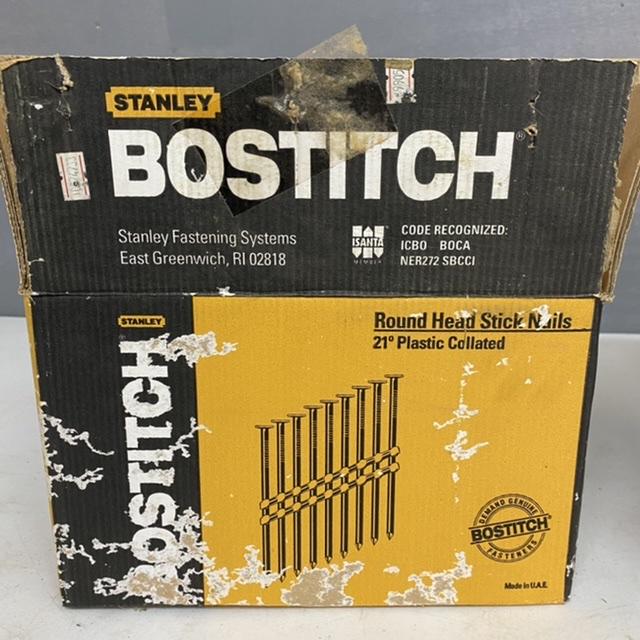 STANLEY
BOSTITCH®
Stanley Fastening Systems
East Greenwich, RI 02818
ISANTA
MEMBER
CODE RECOGNIZED:
ICBO BOCA
NER272 SBCCI
STANLEY
BOSTITCH
Round Head Stick Nails
21° Plastic Collated
DEMAND GENUINE
BOSTITCH
FASTENERS
Made in U.A.E.